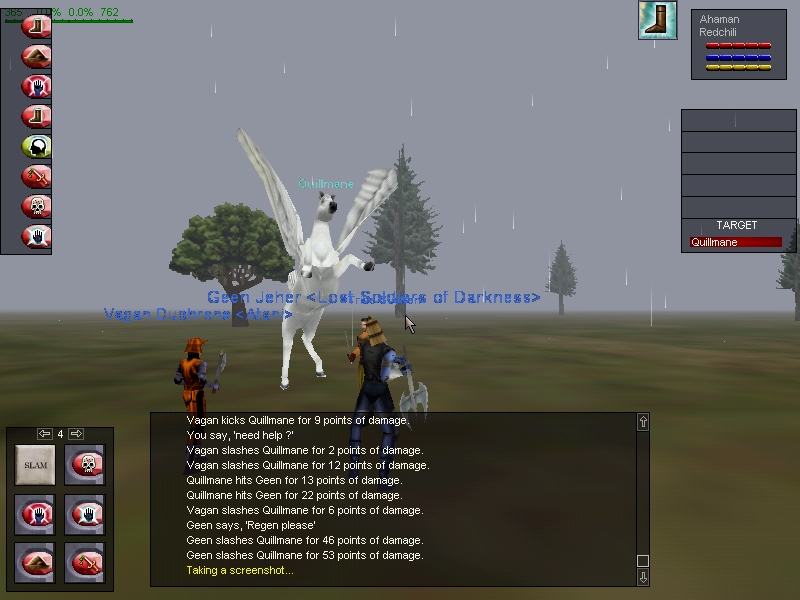 365 0.0% 762
Ahaman
Redchili
Quillmane
TARGET
Quillmane
Geen Jeher <Lost Soldiers of Darkness>
Vagan
4
SLAM
Vagan kicks Quillmane for 9 points of damage.
You say, 'need help ?'
Vagan slashes Quillmane for 2 points of damage.
Vagan slashes Quillmane for 12 points of damage.
Quillmane hits Geen for 13 points of damage.
Quillmane hits Geen for 22 points of damage.
Vagan slashes Quillmane for 6 points of damage.
Geen says, 'Regen please'
Geen slashes Quillmane for 46 points of damage.
Geen slashes Quillmane for 53 points of damage.
Taking a screenshot...